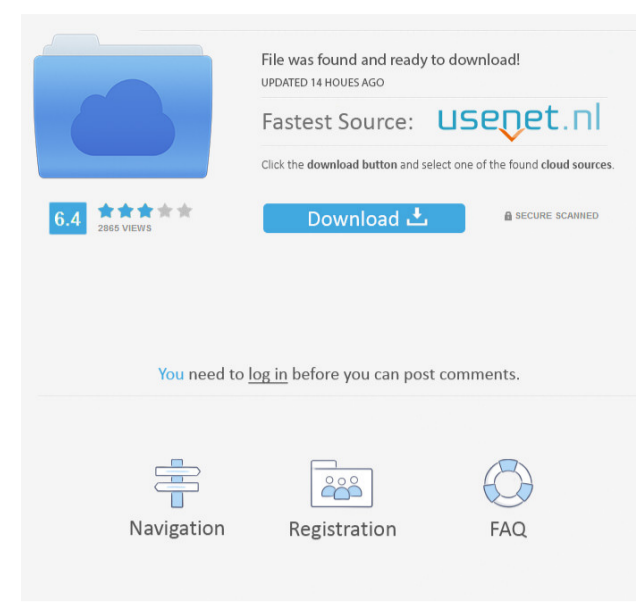 File was found and ready to download!
UPDATED 14 HOUES AGO
Fastest Source: usenet.nl
Click the download button and select one of the found cloud sources.
6.4
2865 VIEWS
Download
SECURE SCANNED
You need to log in before you can post comments.
Navigation
Registration
FAQ